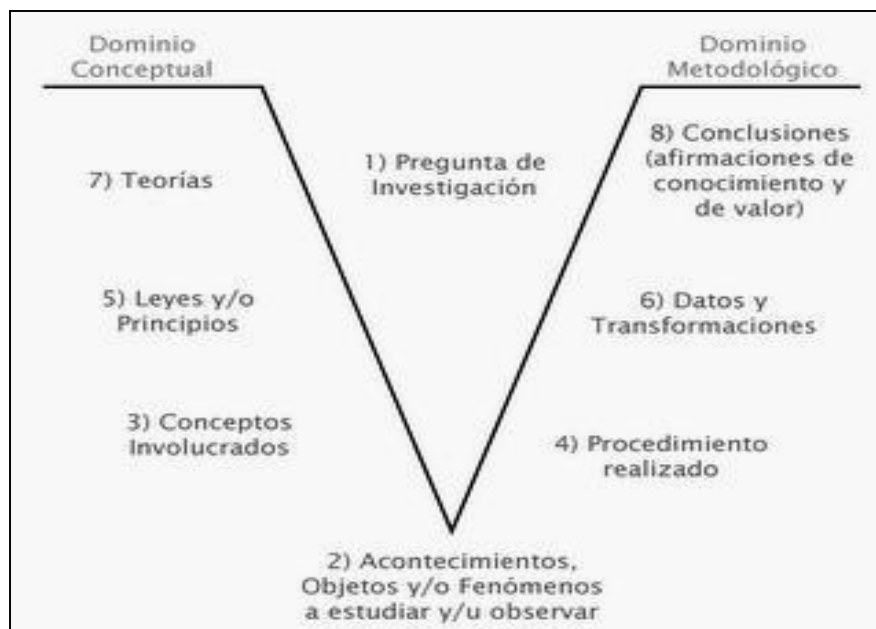 Dominio
Conceptual
Dominio
Metodológico
1) Pregunta de
Investigación
8) Conclusiones
(afirmaciones de
conocimiento y
de valor)
7) Teorías
5) Leyes y/o
Principios
6) Datos y
Transformaciones
3) Conceptos
Involucrados
4) Procedimiento
realizado
2) Acontecimientos,
Objetos y/o Fenómenos
a estudiar y/u observar